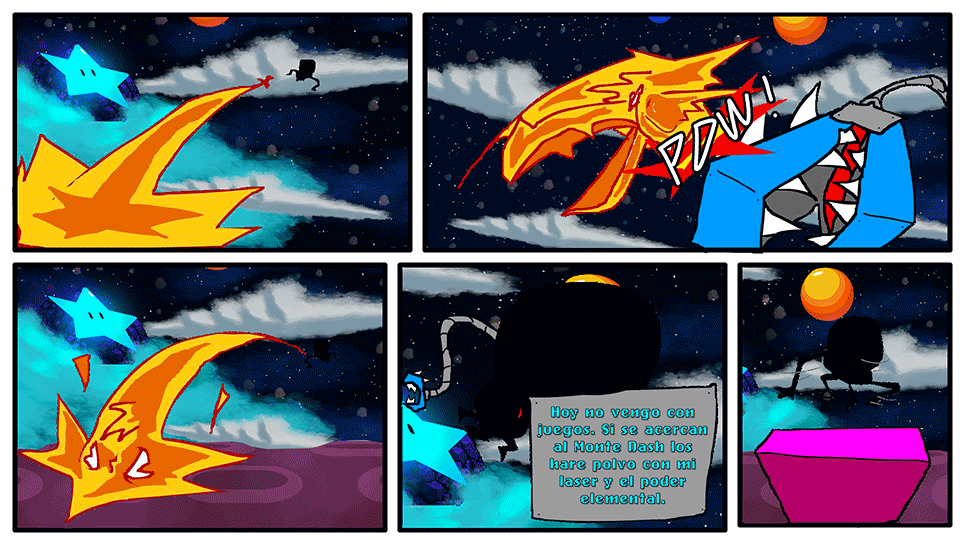 POW!
Hoy no vengo con
juegos. Si se acercan
al Monte Dash los
hare polvo con mi
laser y el poder
elemental.